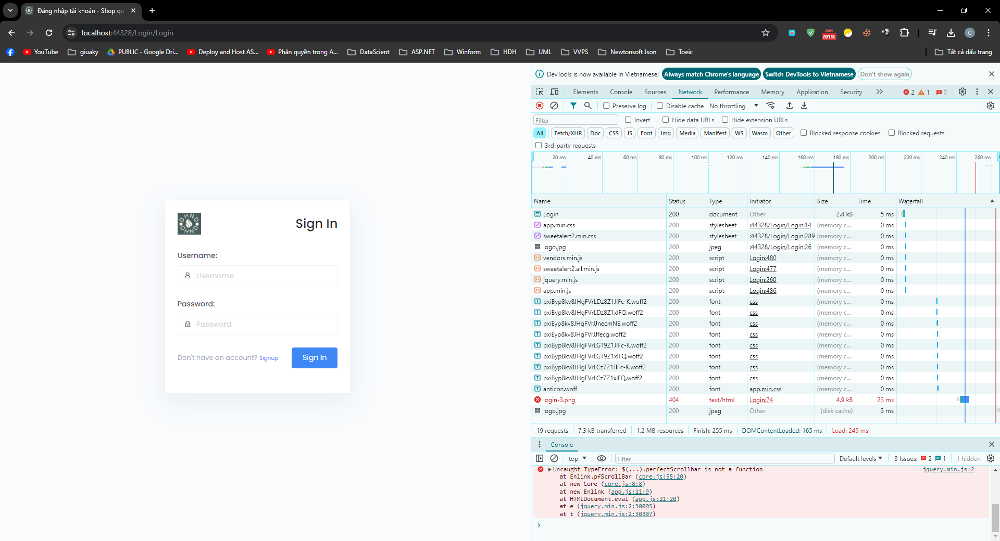 Đăng nhập tài khoản - Shop qu
localhost:44328/Login/Login
2011(
C
YouTube
giuaky
PUBLIC - Google Dri...
Deploy and Host AS...
Phân quyền trong A...
DataScient
ASP.NET
Winform
HDH
UML
VVPS
Newtonsoft Json
Toeic
Tất cả dấu trang
DHND DHND
Sign In
Username:
Username
Password:
Password
Don't have an account? Signup
Sign In
DevTools is now available in Vietnamese! Always match Chrome's language Switch DevTools to Vietnamese Don't show again
Elements Console Sources Network Performance Memory Application Security 2 1 2
Preserve log Disable cache No throttling
Filter Invert Hide data URLs Hide extension URLs
All Fetch/XHR Doc CSS JS Font Img Media Manifest WS Wasm Other Blocked response cookies Blocked requests
3rd-party requests
20 ms 40 ms 60 ms 80 ms 100 ms 120 ms 140 ms 160 ms 180 ms 200 ms 220 ms 240 ms 260 ms
Name Status Type Initiator Size Time Waterfall
Login 200 document Other 2.4 kB 5 ms
app.min.css 200 stylesheet :44328/Login/Login:14 (memory c... 0 ms
sweetalert2.min.css 200 stylesheet :44328/Login/Login:289 (memory c... 0 ms
logo.jpg 200 jpeg :44328/Login/Login:26 (memory c... 0 ms
vendors.min.js 200 script Login:480 (memory c... 0 ms
sweetalert2.all.min.js 200 script Login:477 (memory c... 0 ms
jquery.min.js 200 script Login:260 (memory c... 0 ms
app.min.js 200 script Login:486 (memory c... 0 ms
pxiByp8kv8JHgFVrLDz8Z1JlFc-K.woff2 200 font css (memory c... 0 ms
pxiByp8kv8JHgFVrLDz8Z1xlFQ.woff2 200 font css (memory c... 0 ms
pxiEyp8kv8JHgFVrJJnecmNE.woff2 200 font css (memory c... 0 ms
pxiEyp8kv8JHgFVrJJfecg.woff2 200 font css (memory c... 0 ms
pxiByp8kv8JHgFVrLGT9Z1JlFc-K.woff2 200 font css (memory c... 0 ms
pxiByp8kv8JHgFVrLGT9Z1xlFQ.woff2 200 font css (memory c... 0 ms
pxiByp8kv8JHgFVrLCz7Z1JlFc-K.woff2 200 font css (memory c... 0 ms
pxiByp8kv8JHgFVrLCz7Z1xlFQ.woff2 200 font css (memory c... 0 ms
anticon.woff 200 font app.min.css (memory c... 0 ms
login-3.png 404 text/html Login:74 4.9 kB 23 ms
logo.jpg 200 jpeg Other (disk cache) 3 ms
19 requests 7.3 kB transferred 1.2 MB resources Finish: 255 ms DOMContentLoaded: 165 ms Load: 245 ms
Console
top Filter Default levels 3 Issues: 2 1 1 hidden
Uncaught TypeError: $(...).perfectScrollbar is not a function jquery.min.js:2
at Enlink.pfScrollBar (core.js:55:20)
at new Core (core.js:8:8)
at new Enlink (app.js:11:9)
at HTMLDocument.eval (app.js:21:20)
at e (jquery.min.js:2:30005)
at t (jquery.min.js:2:30307)